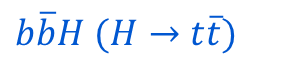 bb̄H (H → tt̄)